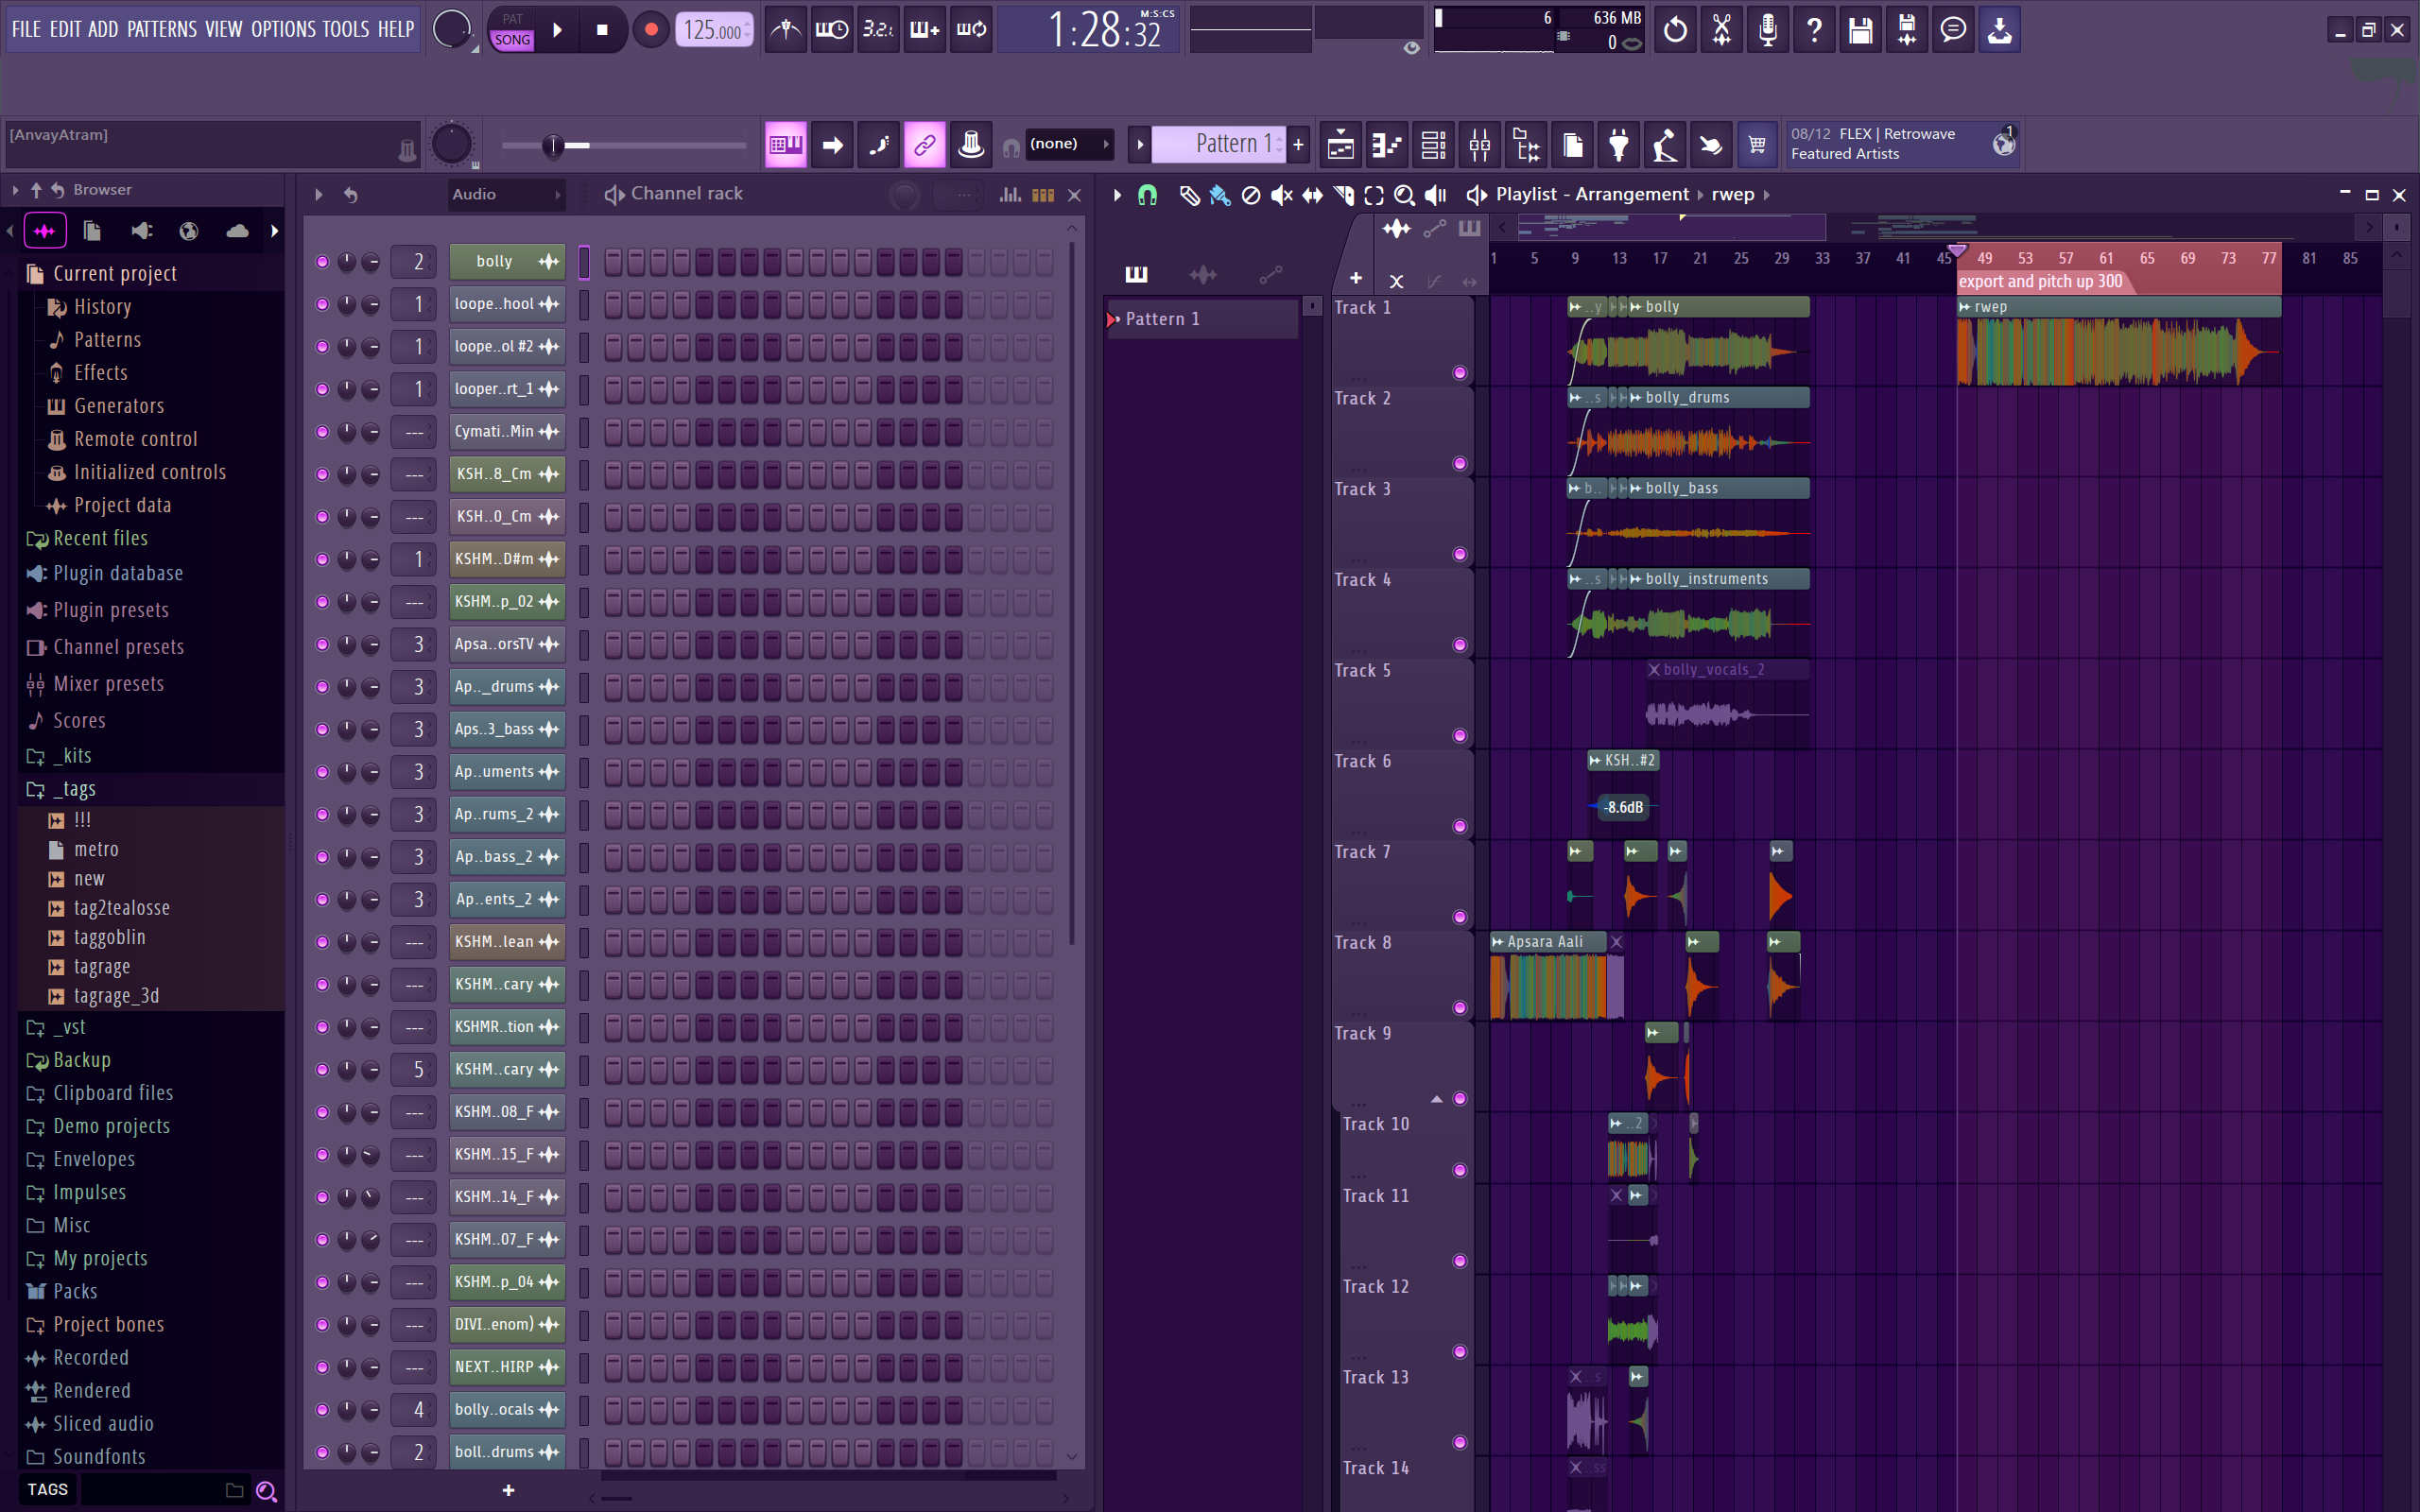 FILE EDIT ADD PATTERNS VIEW OPTIONS TOOLS HELP
PAT
SONG
125.000
3.2.1.
M:S:CS
1:28:32
6
636 MB
0
[AnvayAtram]
(none)
Pattern 1
08/12 FLEX | Retrowave
Featured Artists
1
Browser
Current project
History
Patterns
Effects
Generators
Remote control
Initialized controls
Project data
Recent files
Plugin database
Plugin presets
Channel presets
Mixer presets
Scores
_kits
_tags
!!!
metro
new
tag2tealosse
taggoblin
tagrage
tagrage_3d
_vst
Backup
Clipboard files
Demo projects
Envelopes
Impulses
Misc
My projects
Packs
Project bones
Recorded
Rendered
Sliced audio
Soundfonts
TAGS
Audio
Channel rack
2 bolly
1 loope..hool
1 loope..ol #2
1 looper..rt_1
--- Cymati..Min
--- KSH..8_Cm
--- KSH..0_Cm
1 KSHM..D#m
--- KSHM..p_02
3 Apsa..orsTV
3 Ap.._drums
3 Aps..3_bass
3 Ap..uments
3 Ap..rums_2
3 Ap..bass_2
3 Ap..ents_2
--- KSHM..lean
--- KSHM..cary
--- KSHMR..tion
5 KSHM..cary
--- KSHM..08_F
--- KSHM..15_F
--- KSHM..14_F
--- KSHM..07_F
--- KSHM..p_04
--- DIVI..enom)
--- NEXT..HIRP
4 bolly..ocals
2 boll..drums
+
Playlist - Arrangement rwep
1 5 9 13 17 21 25 29 33 37 41 45 49 53 57 61 65 69 73 77 81 85
export and pitch up 300
Pattern 1
Track 1
..y
bolly
rwep
Track 2
..s
bolly_drums
Track 3
b..
bolly_bass
Track 4
..s
bolly_instruments
Track 5
bolly_vocals_2
Track 6
KSH..#2
-8.6dB
Track 7
Track 8
Apsara Aali
Track 9
Track 10
..2
Track 11
Track 12
Track 13
..s
Track 14
..ss